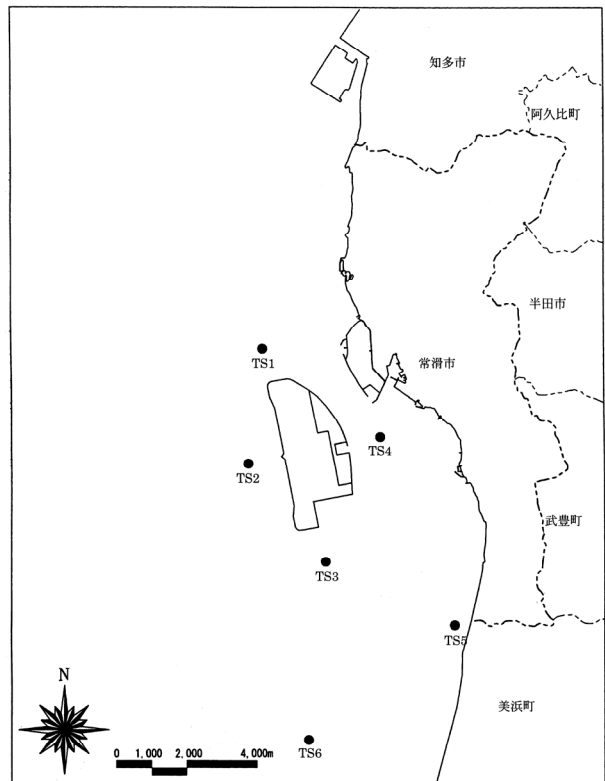 知多市
阿久比町
半田市
常滑市
TS1
TS4
TS2
武豊町
TS3
TS5
N
美浜町
0 1,000 2,000 4,000m
TS6